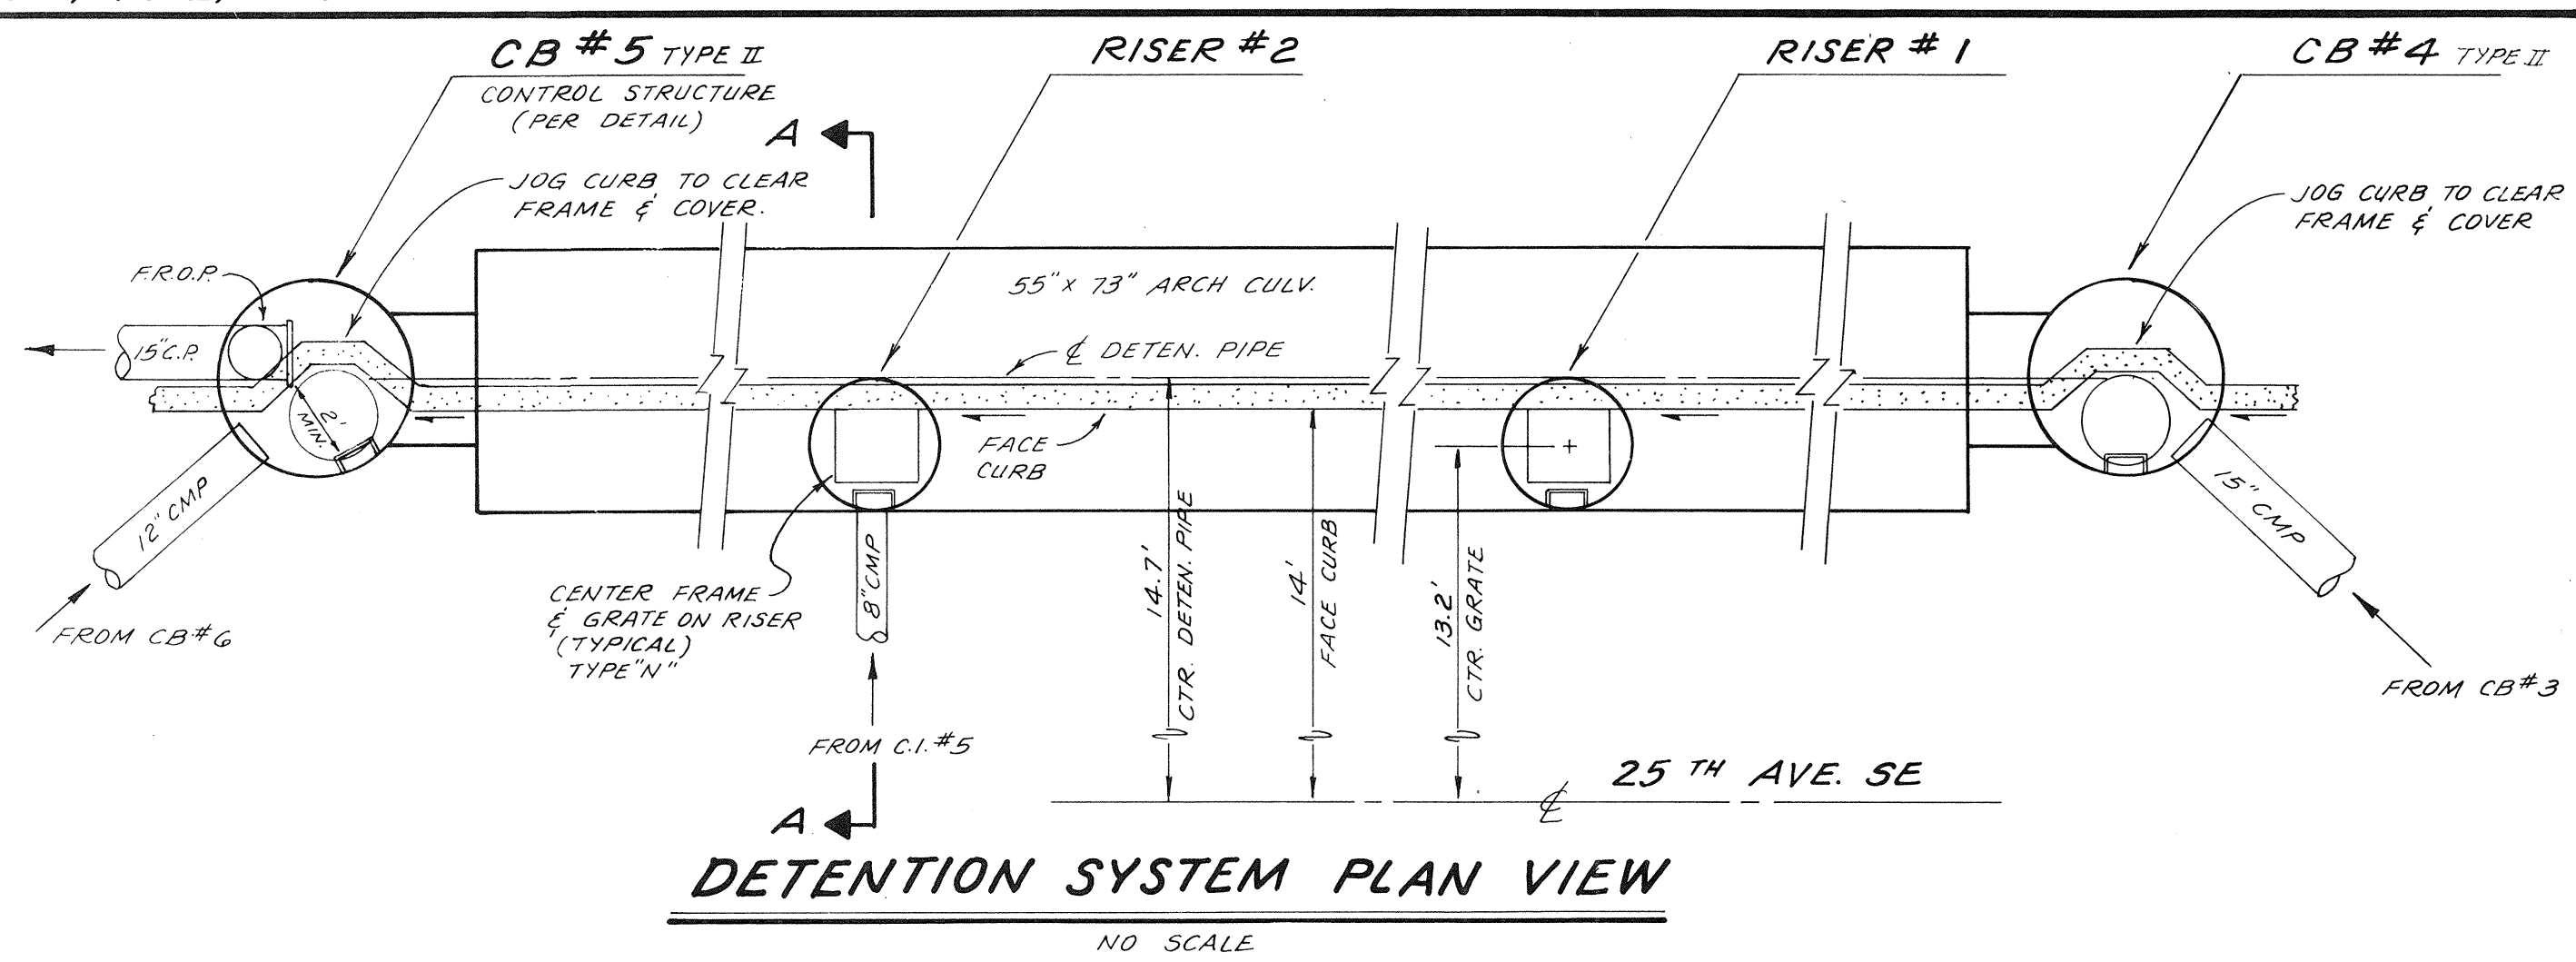 CB #5 TYPE II
CONTROL STRUCTURE
(PER DETAIL)
RISER #2
RISER #1
CB #4 TYPE II
A
JOG CURB TO CLEAR
FRAME & COVER.
JOG CURB TO CLEAR
FRAME & COVER
F.R.O.P.
55" x 73" ARCH CULV.
15" C.P.
℄ DETEN. PIPE
2'
MIN.
FACE
CURB
12" CMP
15" CMP
8" CMP
14.7'
CTR. DETEN. PIPE
14'
FACE CURB
13.2'
CTR. GRATE
CENTER FRAME
& GRATE ON RISER
(TYPICAL)
TYPE "N"
FROM CB #6
FROM CB #3
FROM C.I. #5
℄ 25TH AVE. SE
A
DETENTION SYSTEM PLAN VIEW
NO SCALE